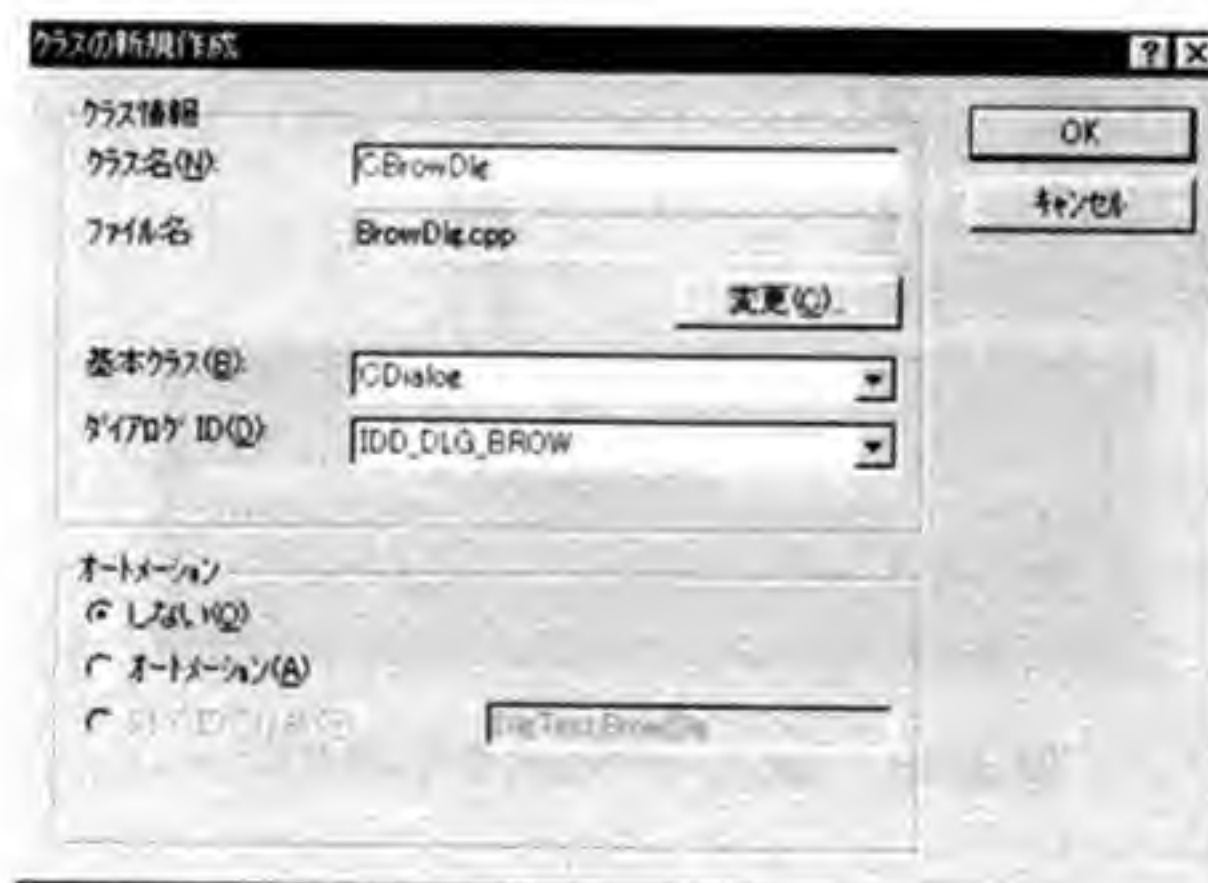 クラスの新規作成
クラス情報
クラス名(N):
CBrowDlg
OK
キャンセル
ファイル名
BrowDlg.cpp
変更(C)...
基本クラス(B):
CDialog
ダイアログ ID(D):
IDD_DLG_BROW
オートメーション
しない(O)
オートメーション(A)
DlgTest.BrowDlg